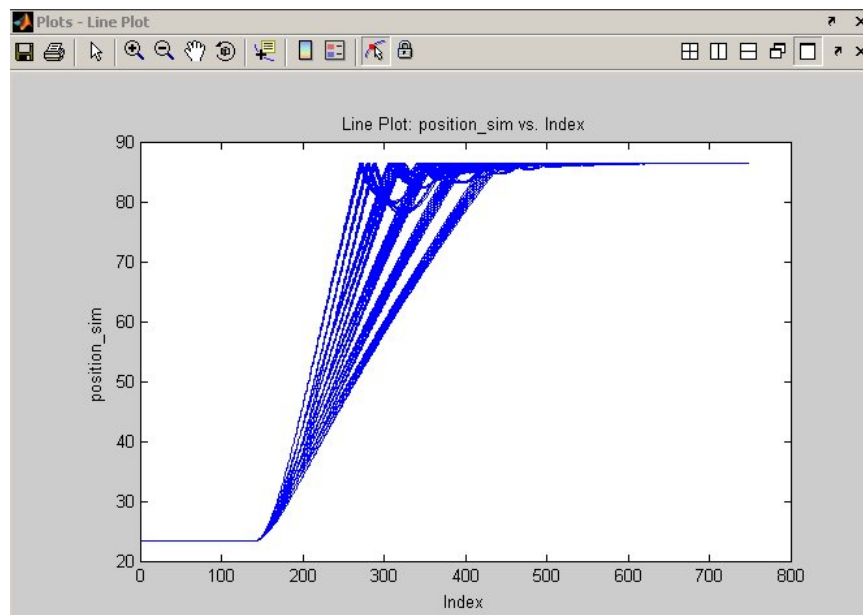 Plots - Line Plot
Line Plot: position_sim vs. Index
90
80
70
60
50
40
30
20
position_sim
0 100 200 300 400 500 600 700 800
Index